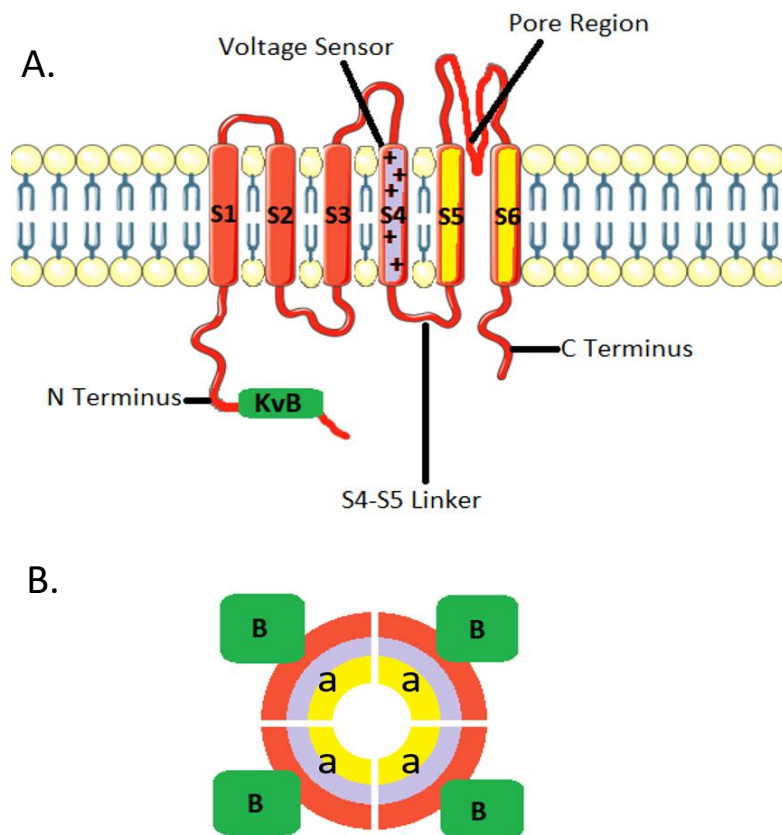 A.
Voltage Sensor
Pore Region
S1
S2
S3
+
+
+
S4
+
+
S5
S6
N Terminus
KvB
C Terminus
S4-S5 Linker
B.
B
B
a
a
a
a
B
B